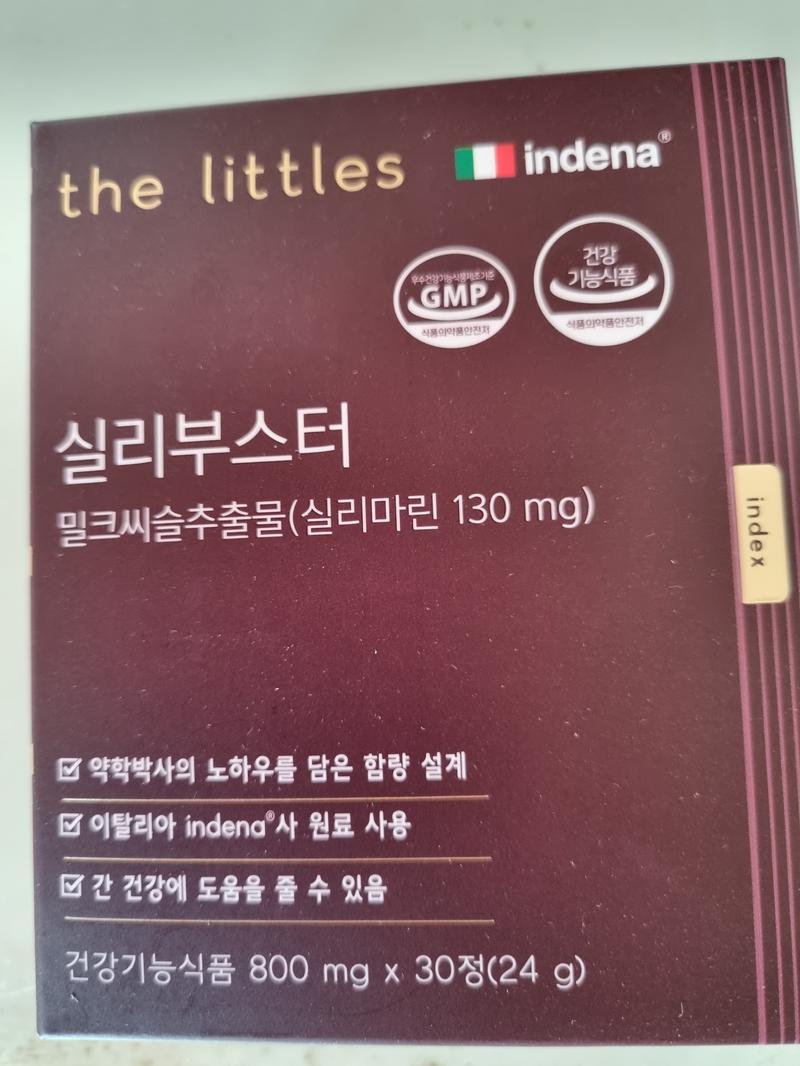 the littles
indena®
우수건강기능식품제조기준
GMP
식품의약품안전처
건강
기능식품
식품의약품안전처
실리부스터
밀크씨슬추출물(실리마린 130 mg)
index
약학박사의 노하우를 담은 함량 설계
이탈리아 indena®사 원료 사용
간 건강에 도움을 줄 수 있음
건강기능식품 800 mg x 30정(24 g)